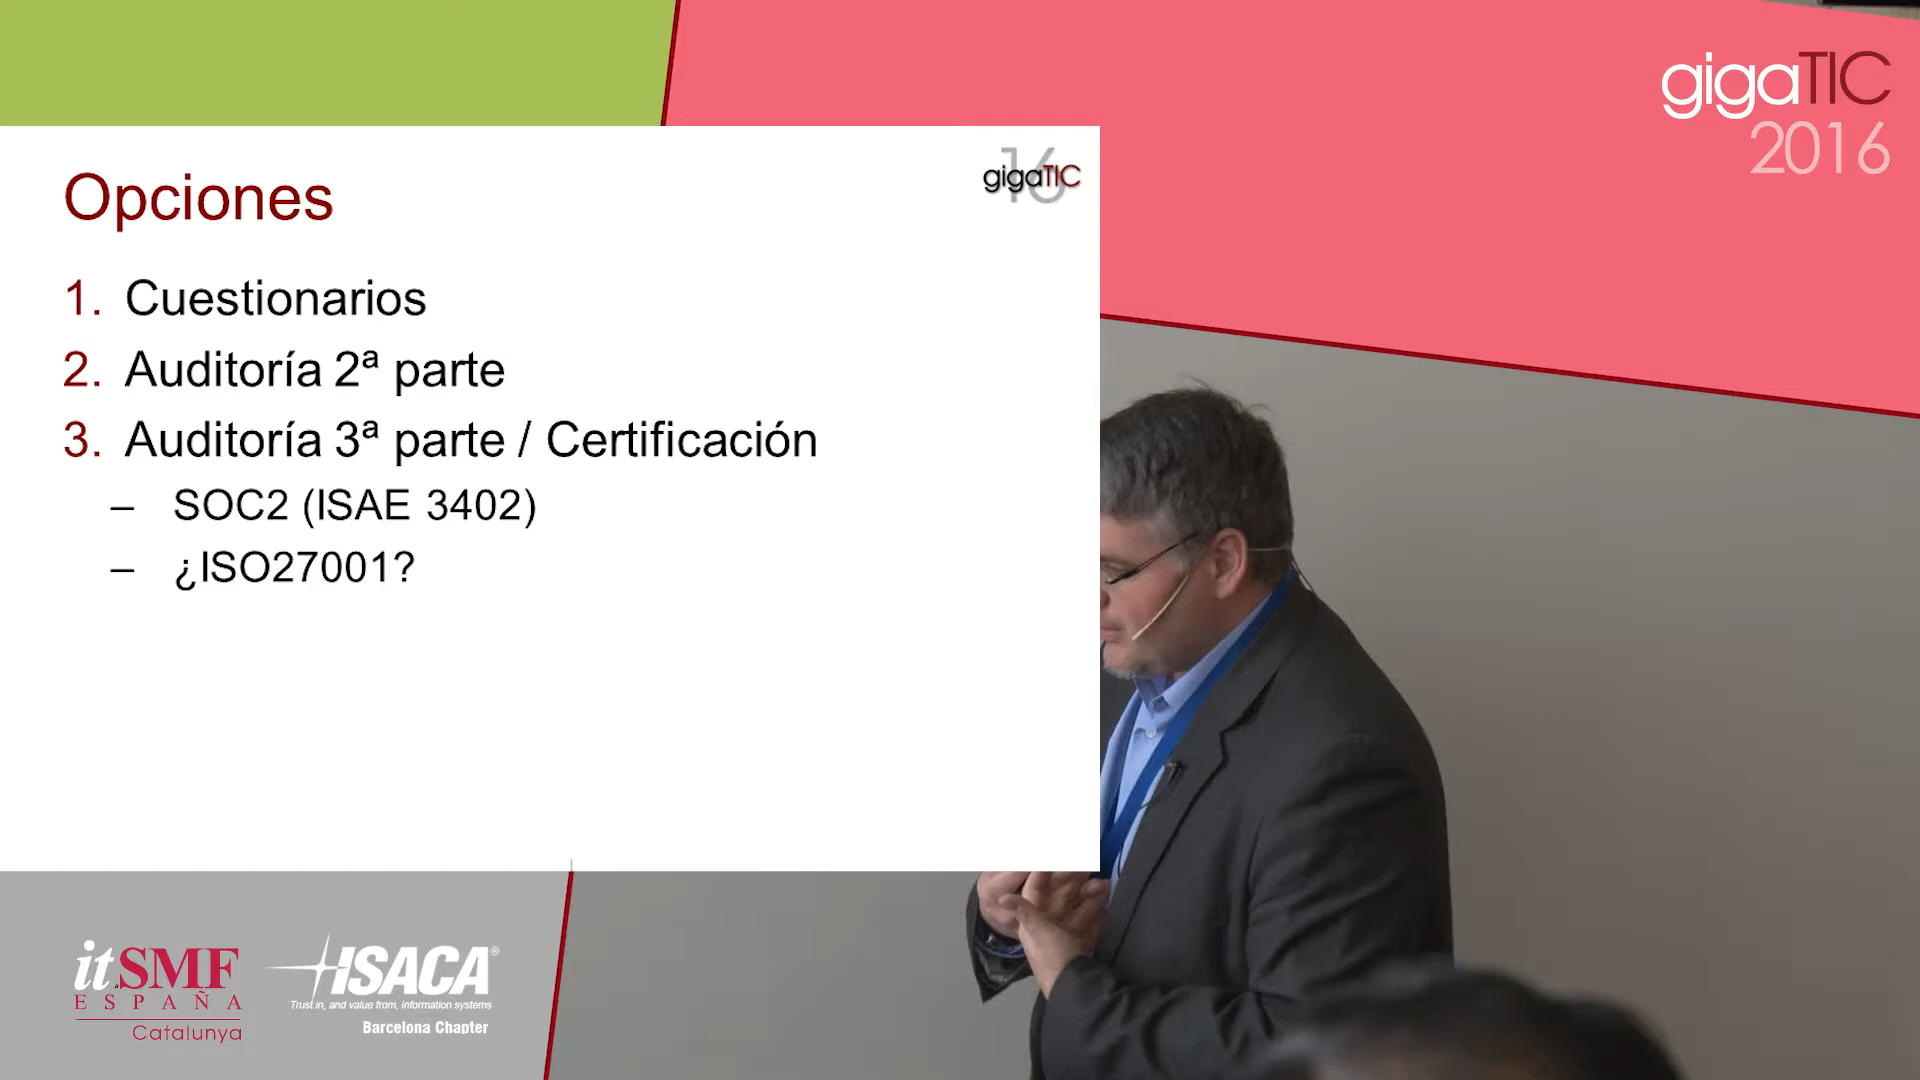 gigaTIC
2016
16
gigaTIC
Opciones
1. Cuestionarios
2. Auditoría 2ª parte
3. Auditoría 3ª parte / Certificación
– SOC2 (ISAE 3402)
– ¿ISO27001?
itSMF
ESPAÑA
Catalunya
ISACA®
Trust in, and value from, information systems
Barcelona Chapter